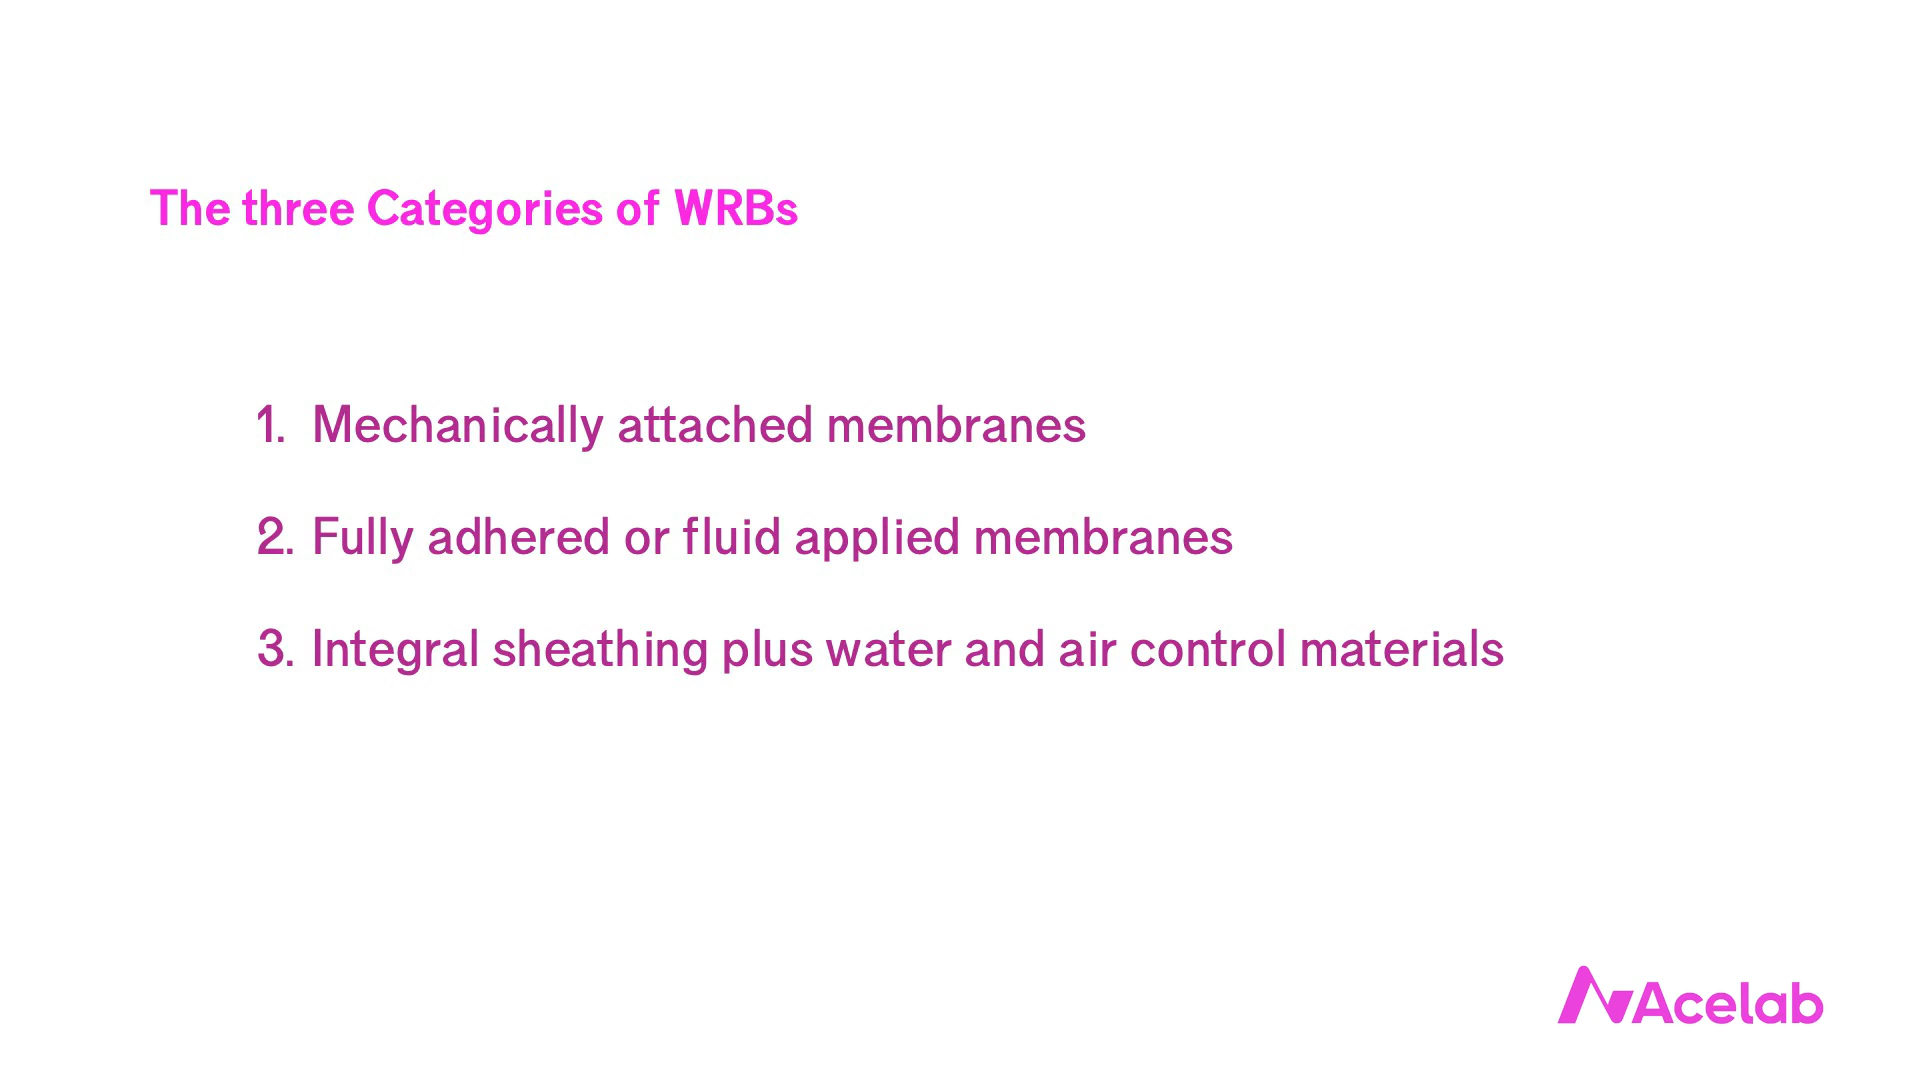 The three Categories of WRBs
1. Mechanically attached membranes
2. Fully adhered or fluid applied membranes
3. Integral sheathing plus water and air control materials
Acelab